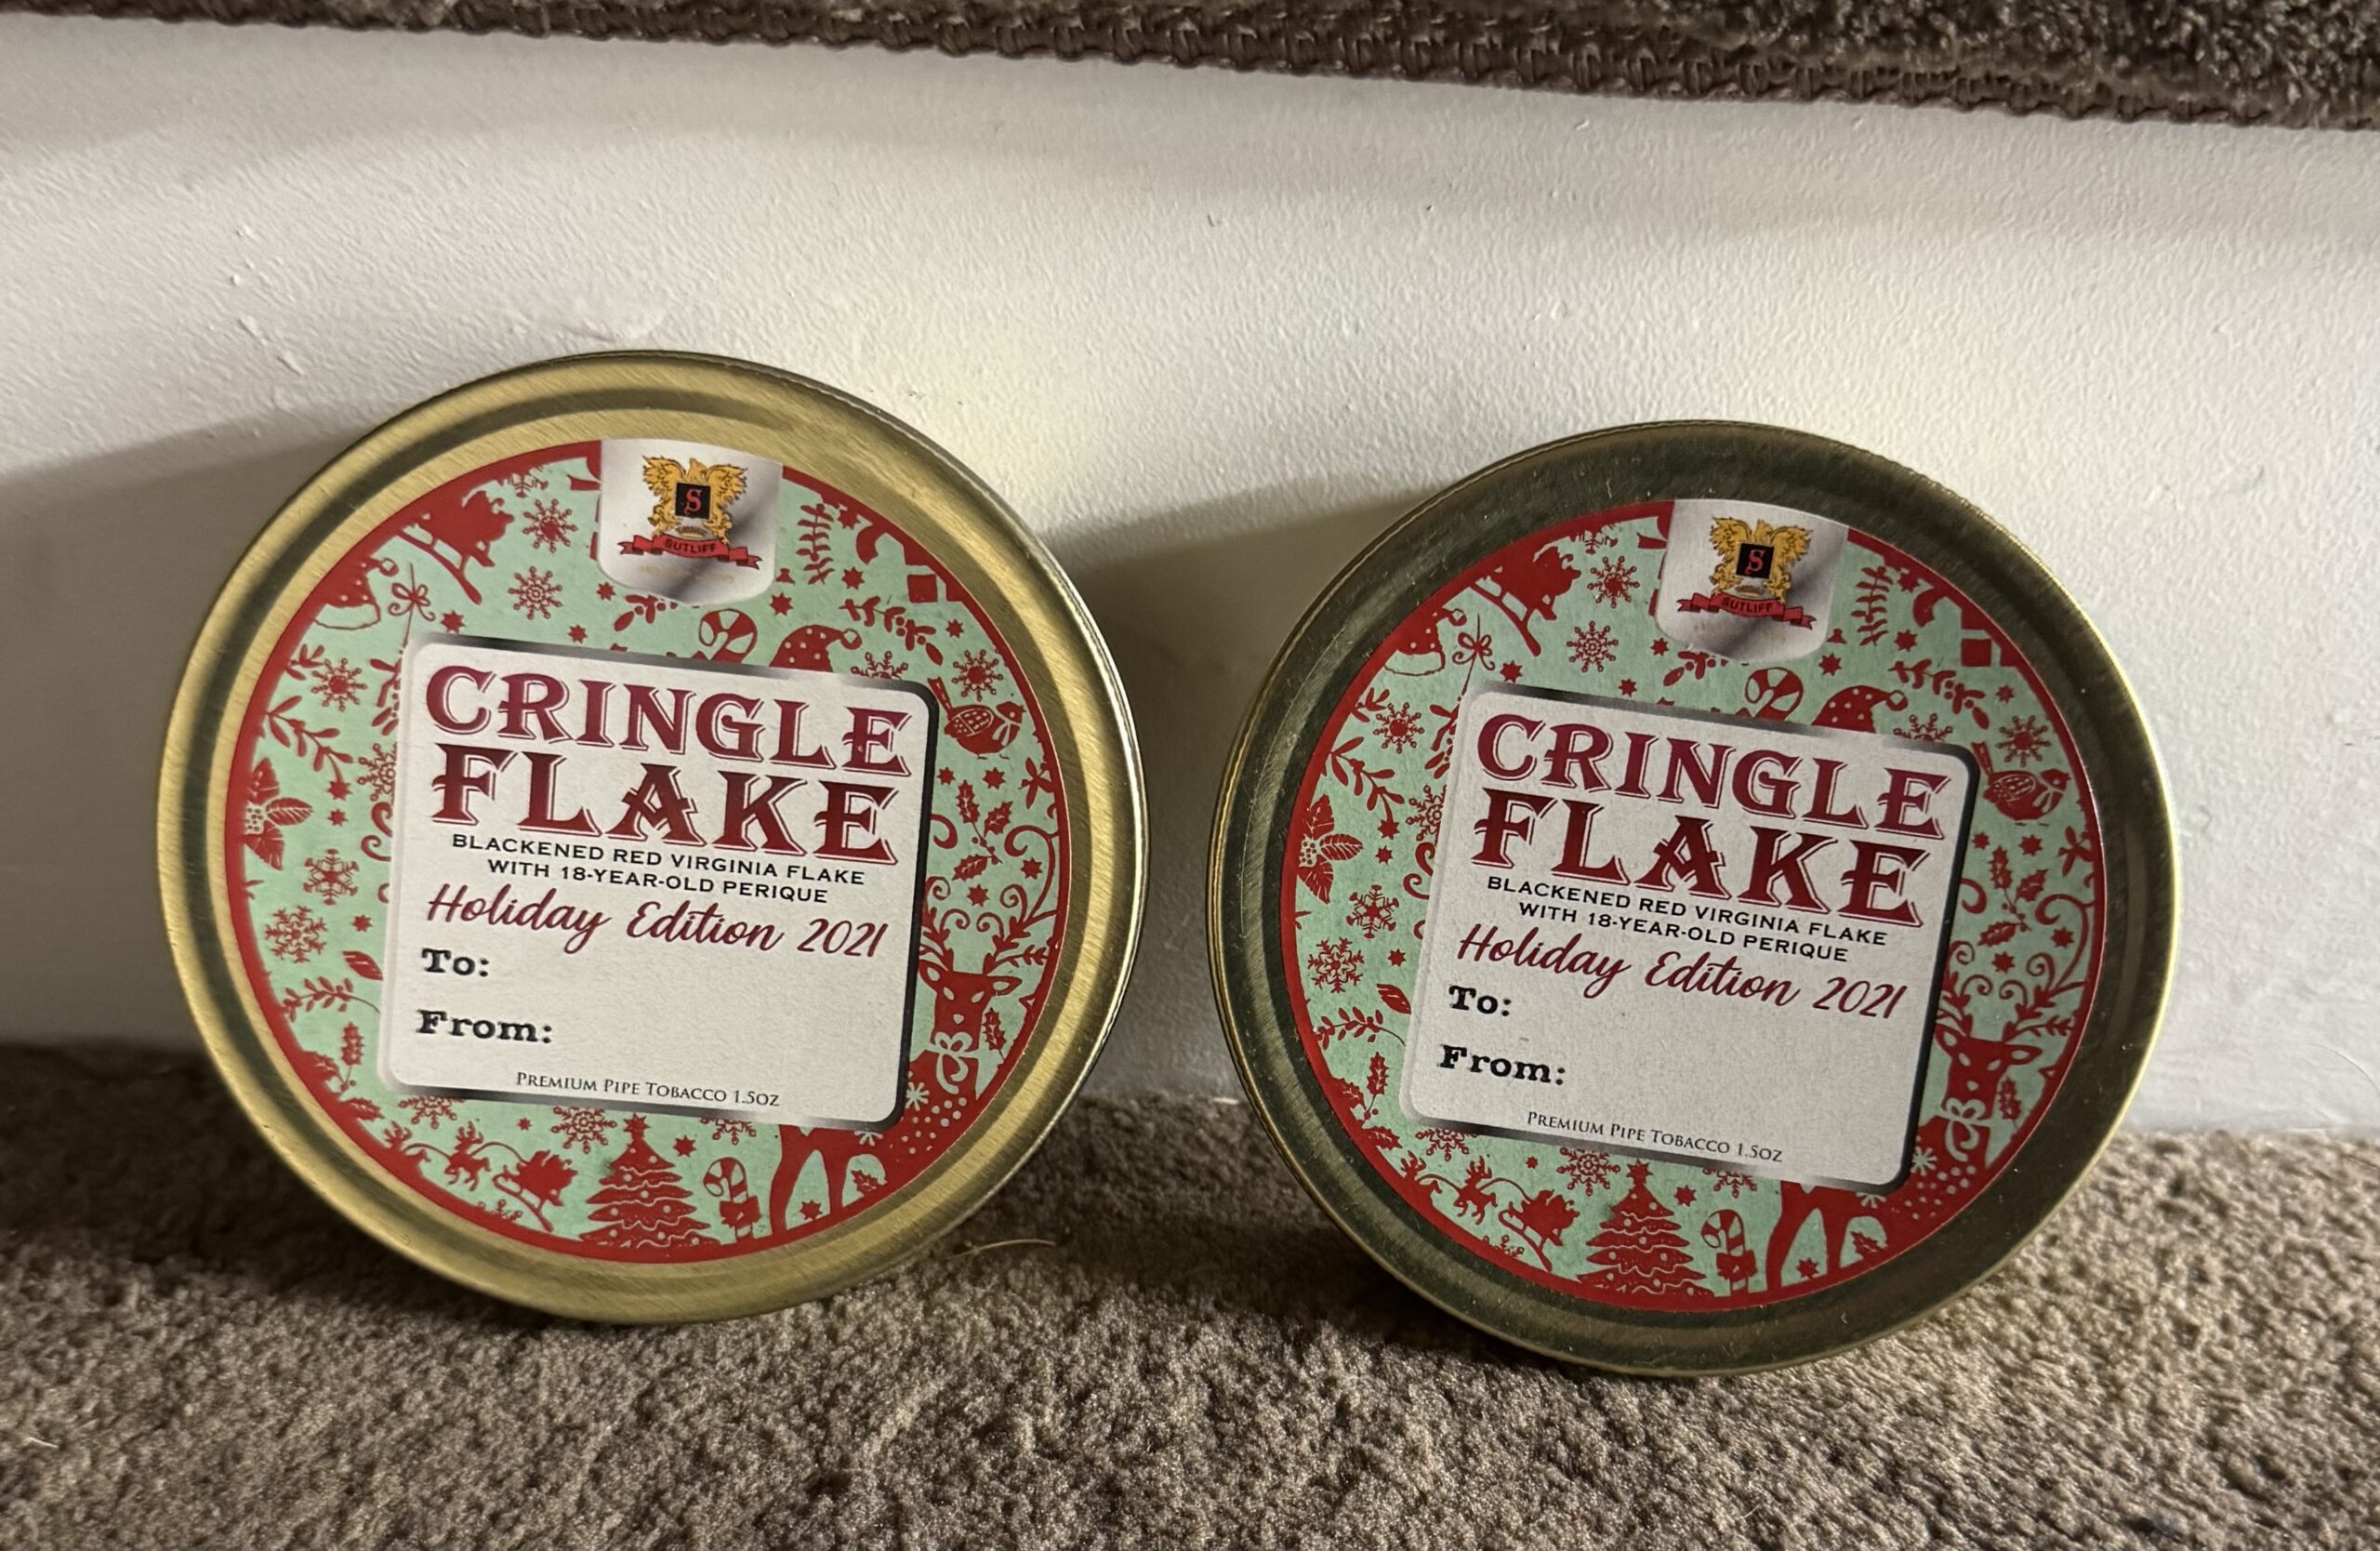 S
SUTLIFF
CRINGLE
FLAKE
BLACKENED RED VIRGINIA FLAKE
WITH 18-YEAR-OLD PERIQUE
Holiday Edition 2021
To:
From:
PREMIUM PIPE TOBACCO 1.5OZ
S
SUTLIFF
CRINGLE
FLAKE
BLACKENED RED VIRGINIA FLAKE
WITH 18-YEAR-OLD PERIQUE
Holiday Edition 2021
To:
From:
PREMIUM PIPE TOBACCO 1.5OZ